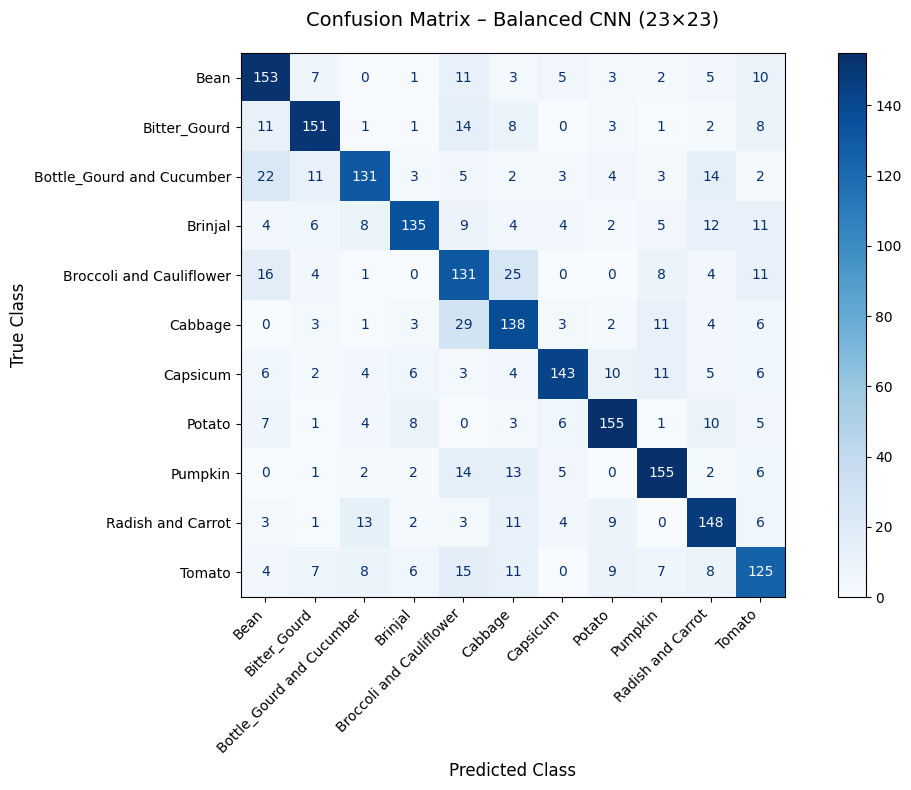 Confusion Matrix – Balanced CNN (23×23)
Bean 153 7 0 1 11 3 5 3 2 5 10
Bitter_Gourd 11 151 1 1 14 8 0 3 1 2 8
Bottle_Gourd and Cucumber 22 11 131 3 5 2 3 4 3 14 2
Brinjal 4 6 8 135 9 4 4 2 5 12 11
Broccoli and Cauliflower 16 4 1 0 131 25 0 0 8 4 11
Cabbage 0 3 1 3 29 138 3 2 11 4 6
Capsicum 6 2 4 6 3 4 143 10 11 5 6
Potato 7 1 4 8 0 3 6 155 1 10 5
Pumpkin 0 1 2 2 14 13 5 0 155 2 6
Radish and Carrot 3 1 13 2 3 11 4 9 0 148 6
Tomato 4 7 8 6 15 11 0 9 7 8 125
True Class
Bean
Bitter_Gourd
Bottle_Gourd and Cucumber
Brinjal
Broccoli and Cauliflower
Cabbage
Capsicum
Potato
Pumpkin
Radish and Carrot
Tomato
Predicted Class
140
120
100
80
60
40
20
0